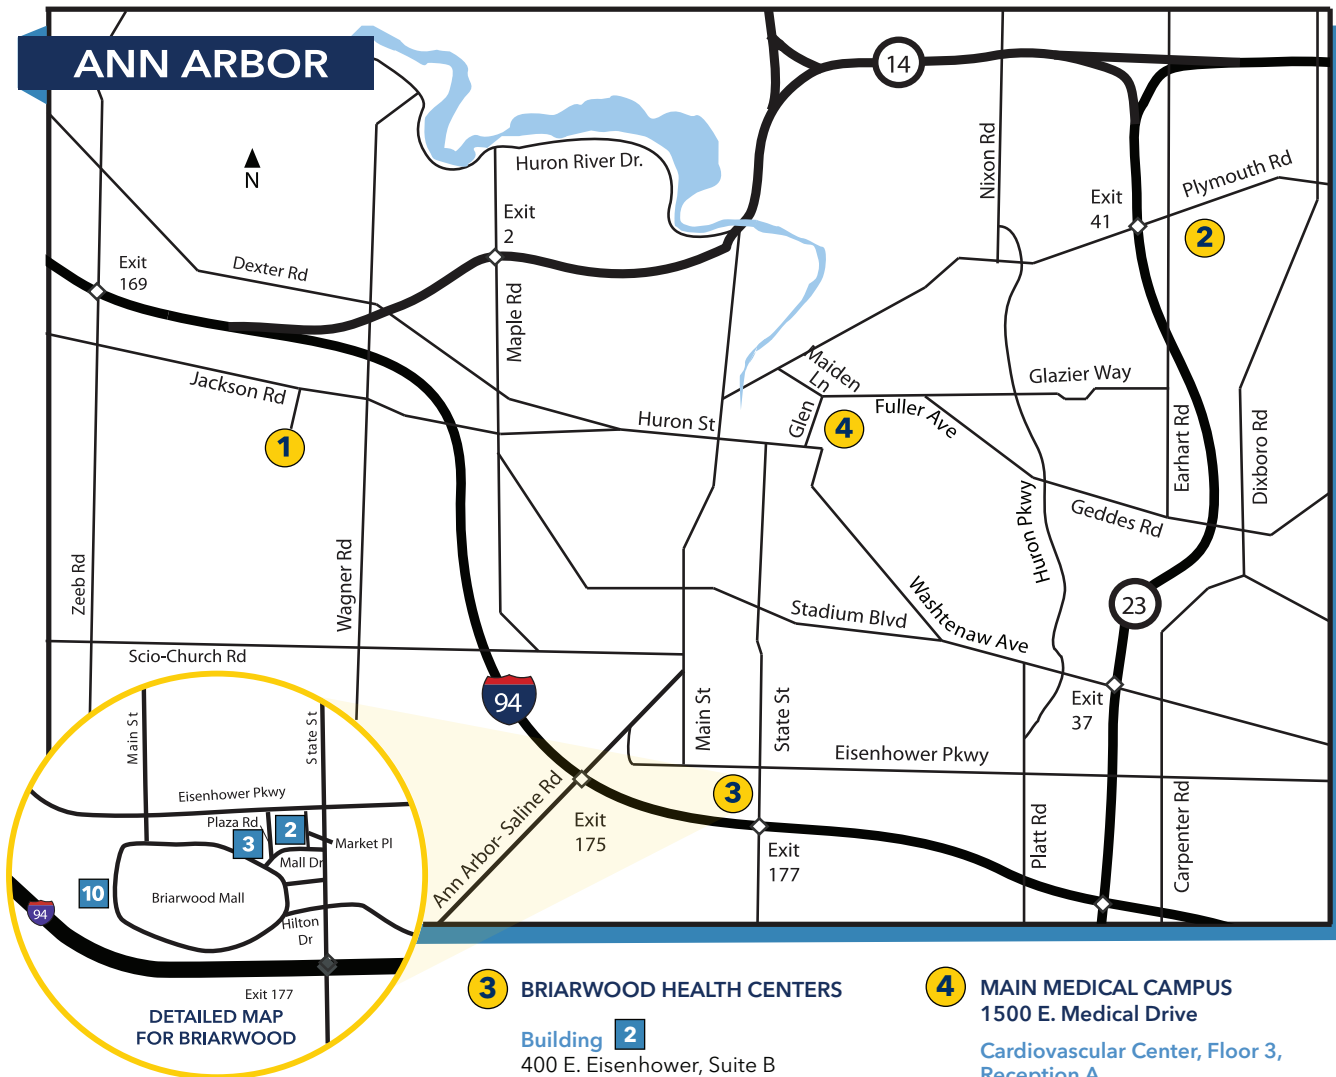 ANN ARBOR
14
N
Huron River Dr.
Nixon Rd
Plymouth Rd
Exit
41
2
Exit
2
Exit
169
Dexter Rd
Maple Rd
Jackson Rd
1
Huron St
Maiden
Ln
Glen
4
Fuller Ave
Glazier Way
Earhart Rd
Dixboro Rd
Geddes Rd
Huron Pkwy
Zeeb Rd
Wagner Rd
Washtenaw Ave
Stadium Blvd
23
Scio-Church Rd
94
Main St
State St
Exit
37
Eisenhower Pkwy
3
Exit
175
Ann Arbor- Saline Rd
Exit
177
Platt Rd
Carpenter Rd
Main St
State St
Eisenhower Pkwy
Plaza Rd
3
2
Market Pl
Mall Dr
10
Briarwood Mall
94
Hilton
Dr
Exit 177
DETAILED MAP
FOR BRIARWOOD
3 BRIARWOOD HEALTH CENTERS
Building 2
400 E. Eisenhower, Suite B
4 MAIN MEDICAL CAMPUS
1500 E. Medical Drive
Cardiovascular Center, Floor 3,
Reception A